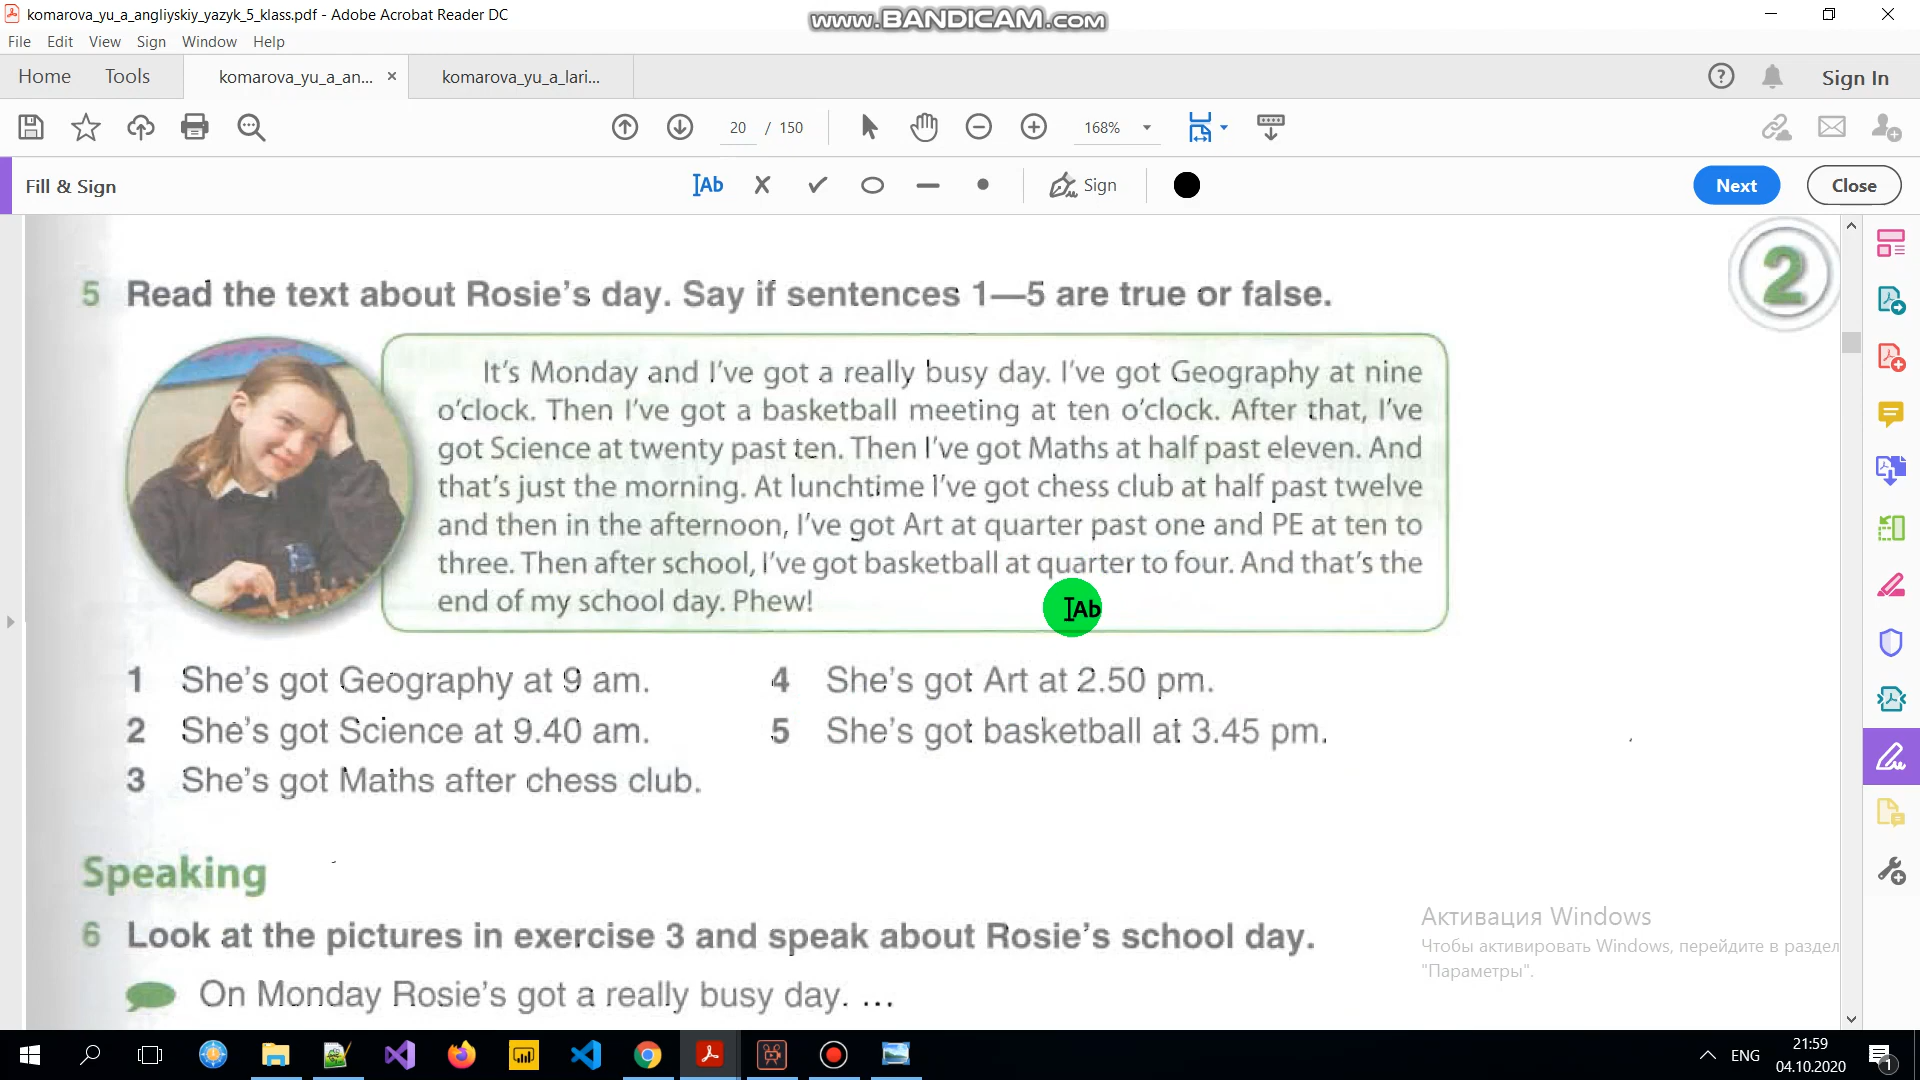 komarova_yu_a_angliyskiy_yazyk_5_klass.pdf - Adobe Acrobat Reader DC
www.BANDICAM.com
File Edit View Sign Window Help
Home Tools komarova_yu_a_an... komarova_yu_a_lari... Sign In
20 / 150 168%
Fill & Sign Ab Sign Next Close
2
5 Read the text about Rosie's day. Say if sentences 1—5 are true or false.
It's Monday and I've got a really busy day. I've got Geography at nine
o'clock. Then I've got a basketball meeting at ten o'clock. After that, I've
got Science at twenty past ten. Then I've got Maths at half past eleven. And
that's just the morning. At lunchtime I've got chess club at half past twelve
and then in the afternoon, I've got Art at quarter past one and PE at ten to
three. Then after school, I've got basketball at quarter to four. And that's the
end of my school day. Phew!
Ab
1 She's got Geography at 9 am.
2 She's got Science at 9.40 am.
3 She's got Maths after chess club.
4 She's got Art at 2.50 pm.
5 She's got basketball at 3.45 pm.
Speaking
6 Look at the pictures in exercise 3 and speak about Rosie's school day.
On Monday Rosie's got a really busy day. ...
Активация Windows
Чтобы активировать Windows, перейдите в раздел
"Параметры".
ENG
21:59
04.10.2020
1